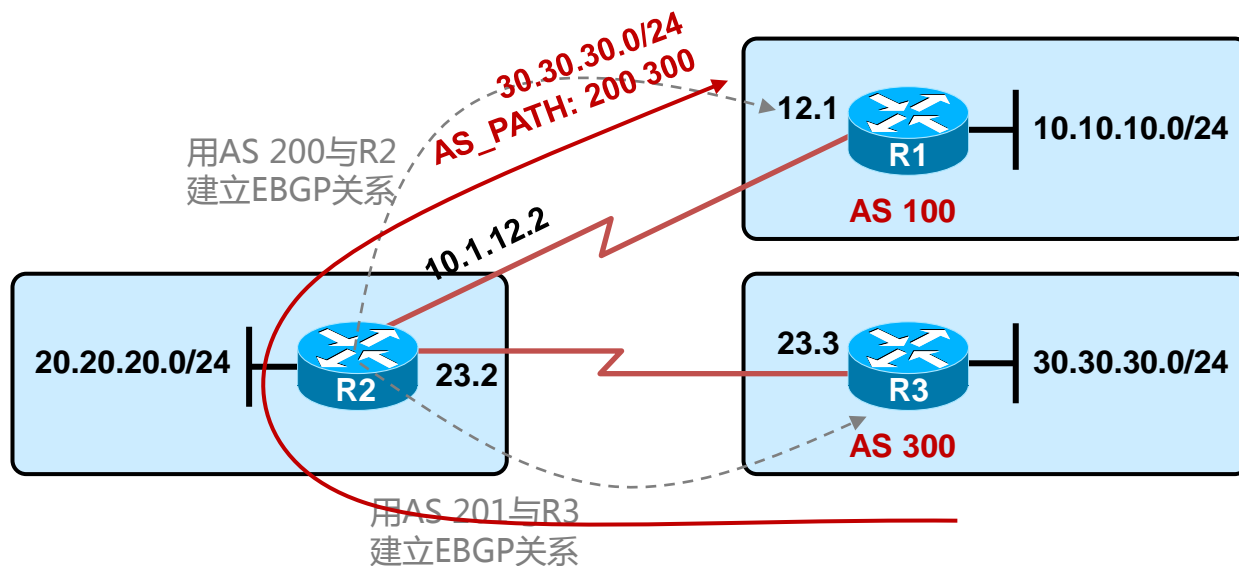 30.30.30.0/24
AS_PATH: 200 300
用AS 200与R2
建立EBGP关系
12.1
R1
10.10.10.0/24
AS 100
10.1.12.2
20.20.20.0/24
R2
23.2
23.3
R3
30.30.30.0/24
AS 300
用AS 201与R3
建立EBGP关系